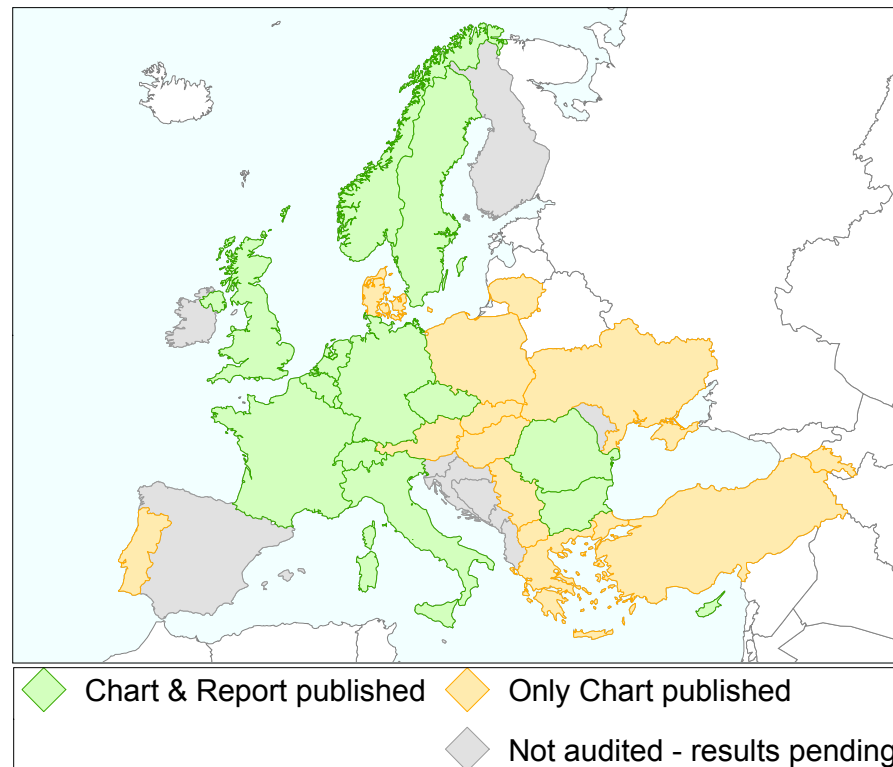 Chart & Report published
Only Chart published
Not audited - results pending